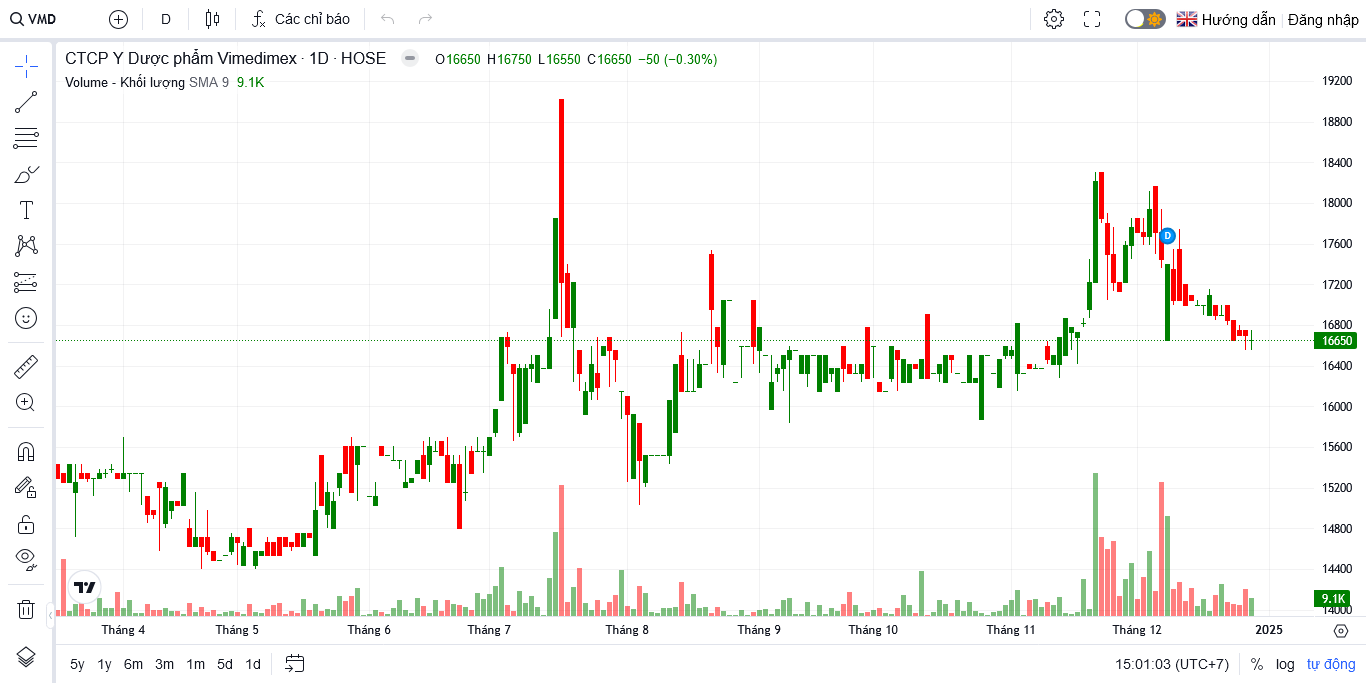 VMD D Các chỉ báo Hướng dẫn Đăng nhập
CTCP Y Dược phẩm Vimedimex · 1D · HOSE O16650 H16750 L16550 C16650 −50 (−0.30%)
Volume - Khối lượng SMA 9 9.1K
19200
18800
18400
18000
D
17600
17200
16800
16650
16400
16000
15600
15200
14800
14400
9.1K
14000
Tháng 4 Tháng 5 Tháng 6 Tháng 7 Tháng 8 Tháng 9 Tháng 10 Tháng 11 Tháng 12 2025
5y 1y 6m 3m 1m 5d 1d 15:01:03 (UTC+7) % log tự động